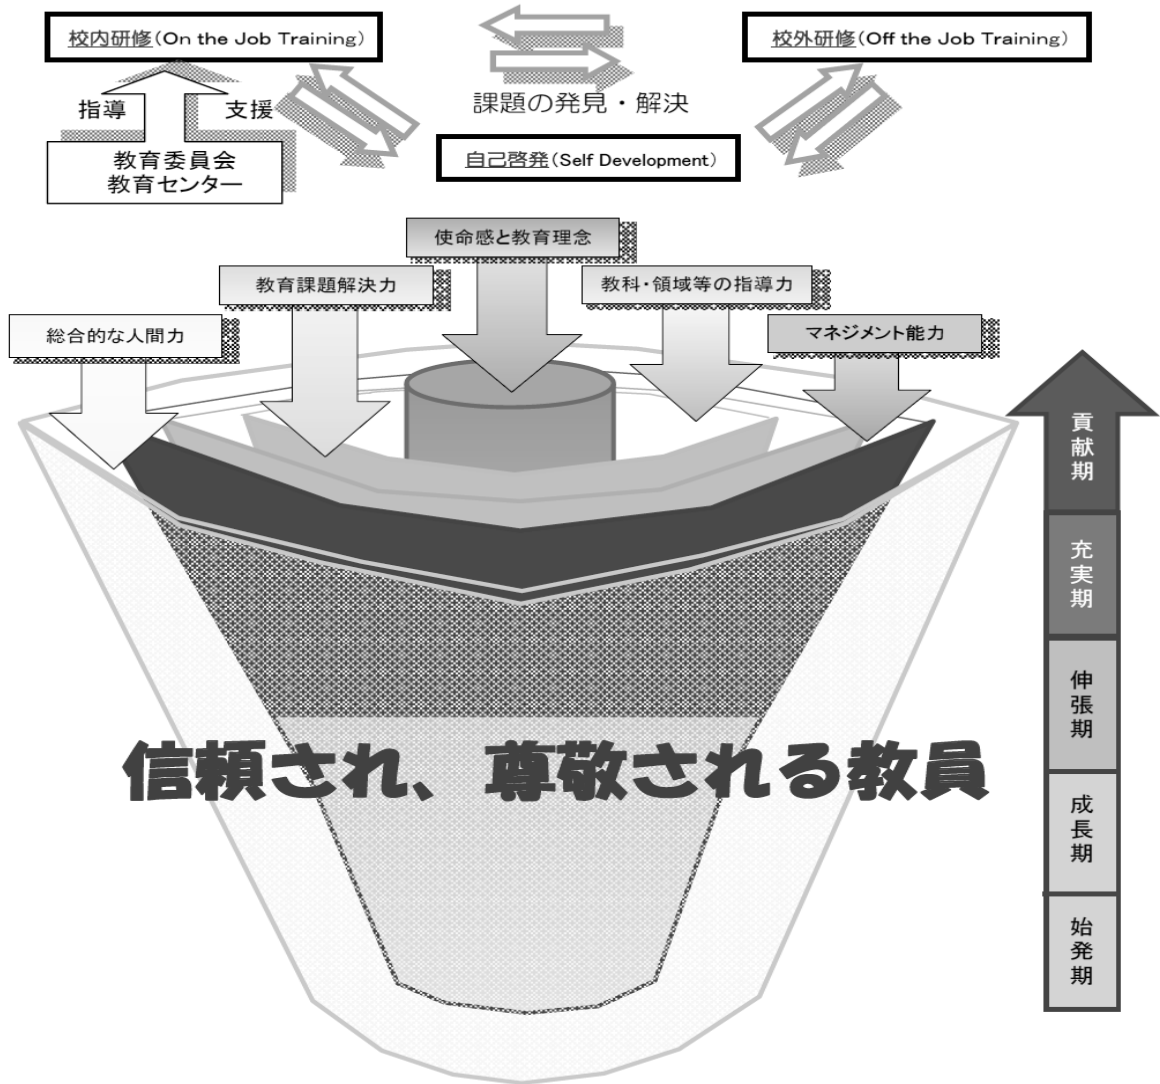 校内研修(On the Job Training)
校外研修(Off the Job Training)
課題の発見・解決
指導
支援
自己啓発(Self Development)
教育委員会
教育センター
使命感と教育理念
教育課題解決力
教科・領域等の指導力
総合的な人間力
マネジメント能力
貢献期
充実期
伸張期
信頼され、尊敬される教員
成長期
始発期